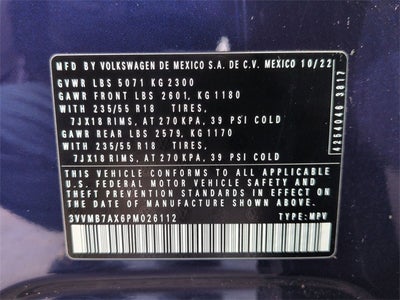 MFD BY VOLKSWAGEN DE MEXICO S.A. DE C.V. MEXICO 10/22
GVWR LBS 5071 KG 2300
GAWR FRONT LBS 2601, KG 1180
WITH 235/55 R18 TIRES,
7JX18 RIMS, AT 270 KPA, 39 PSI COLD
GAWR REAR LBS 2579, KG 1170
WITH 235/55 R18 TIRES,
7JX18 RIMS, AT 270 KPA, 39 PSI COLD
THIS VEHICLE CONFORMS TO ALL APPLICABLE
U.S. FEDERAL MOTOR VEHICLE SAFETY AND
THEFT PREVENTION STANDARDS IN EFFECT ON
THE DATE OF MANUFACTURE SHOWN ABOVE.
3VVMB7AX6PM026112 TYPE: MPV
4254046 3817